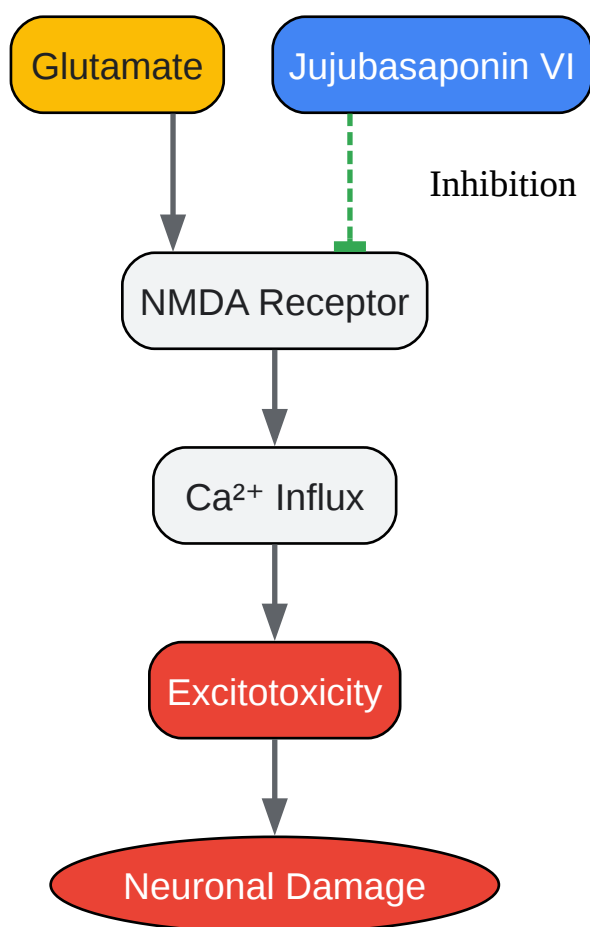 Glutamate
Jujubasaponin VI
Inhibition
NMDA Receptor
Ca²⁺ Influx
Excitotoxicity
Neuronal Damage